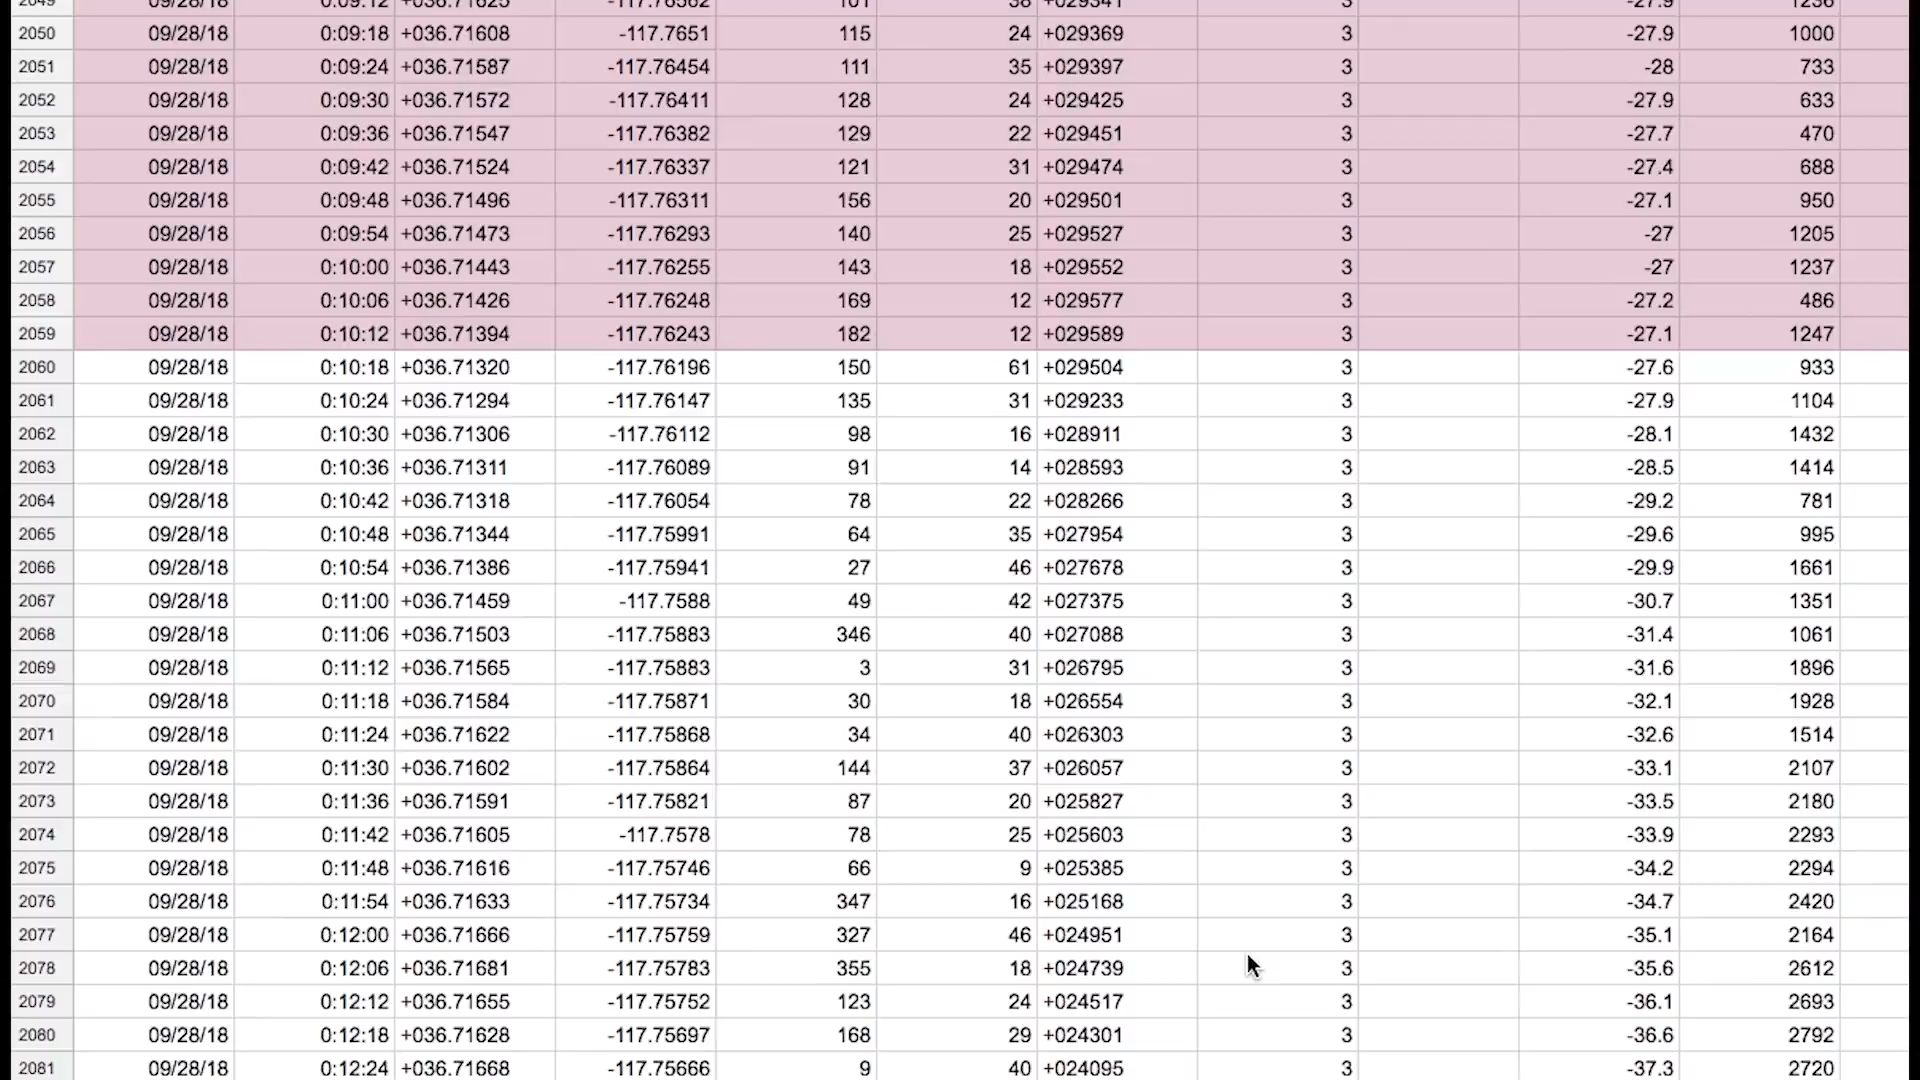 2049 09/28/18 0:09:12 +036.71625 -117.76562 101 38 +029341 3 -27.9 1236
2050 09/28/18 0:09:18 +036.71608 -117.7651 115 24 +029369 3 -27.9 1000
2051 09/28/18 0:09:24 +036.71587 -117.76454 111 35 +029397 3 -28 733
2052 09/28/18 0:09:30 +036.71572 -117.76411 128 24 +029425 3 -27.9 633
2053 09/28/18 0:09:36 +036.71547 -117.76382 129 22 +029451 3 -27.7 470
2054 09/28/18 0:09:42 +036.71524 -117.76337 121 31 +029474 3 -27.4 688
2055 09/28/18 0:09:48 +036.71496 -117.76311 156 20 +029501 3 -27.1 950
2056 09/28/18 0:09:54 +036.71473 -117.76293 140 25 +029527 3 -27 1205
2057 09/28/18 0:10:00 +036.71443 -117.76255 143 18 +029552 3 -27 1237
2058 09/28/18 0:10:06 +036.71426 -117.76248 169 12 +029577 3 -27.2 486
2059 09/28/18 0:10:12 +036.71394 -117.76243 182 12 +029589 3 -27.1 1247
2060 09/28/18 0:10:18 +036.71320 -117.76196 150 61 +029504 3 -27.6 933
2061 09/28/18 0:10:24 +036.71294 -117.76147 135 31 +029233 3 -27.9 1104
2062 09/28/18 0:10:30 +036.71306 -117.76112 98 16 +028911 3 -28.1 1432
2063 09/28/18 0:10:36 +036.71311 -117.76089 91 14 +028593 3 -28.5 1414
2064 09/28/18 0:10:42 +036.71318 -117.76054 78 22 +028266 3 -29.2 781
2065 09/28/18 0:10:48 +036.71344 -117.75991 64 35 +027954 3 -29.6 995
2066 09/28/18 0:10:54 +036.71386 -117.75941 27 46 +027678 3 -29.9 1661
2067 09/28/18 0:11:00 +036.71459 -117.7588 49 42 +027375 3 -30.7 1351
2068 09/28/18 0:11:06 +036.71503 -117.75883 346 40 +027088 3 -31.4 1061
2069 09/28/18 0:11:12 +036.71565 -117.75883 3 31 +026795 3 -31.6 1896
2070 09/28/18 0:11:18 +036.71584 -117.75871 30 18 +026554 3 -32.1 1928
2071 09/28/18 0:11:24 +036.71622 -117.75868 34 40 +026303 3 -32.6 1514
2072 09/28/18 0:11:30 +036.71602 -117.75864 144 37 +026057 3 -33.1 2107
2073 09/28/18 0:11:36 +036.71591 -117.75821 87 20 +025827 3 -33.5 2180
2074 09/28/18 0:11:42 +036.71605 -117.7578 78 25 +025603 3 -33.9 2293
2075 09/28/18 0:11:48 +036.71616 -117.75746 66 9 +025385 3 -34.2 2294
2076 09/28/18 0:11:54 +036.71633 -117.75734 347 16 +025168 3 -34.7 2420
2077 09/28/18 0:12:00 +036.71666 -117.75759 327 46 +024951 3 -35.1 2164
2078 09/28/18 0:12:06 +036.71681 -117.75783 355 18 +024739 3 -35.6 2612
2079 09/28/18 0:12:12 +036.71655 -117.75752 123 24 +024517 3 -36.1 2693
2080 09/28/18 0:12:18 +036.71628 -117.75697 168 29 +024301 3 -36.6 2792
2081 09/28/18 0:12:24 +036.71668 -117.75666 9 40 +024095 3 -37.3 2720